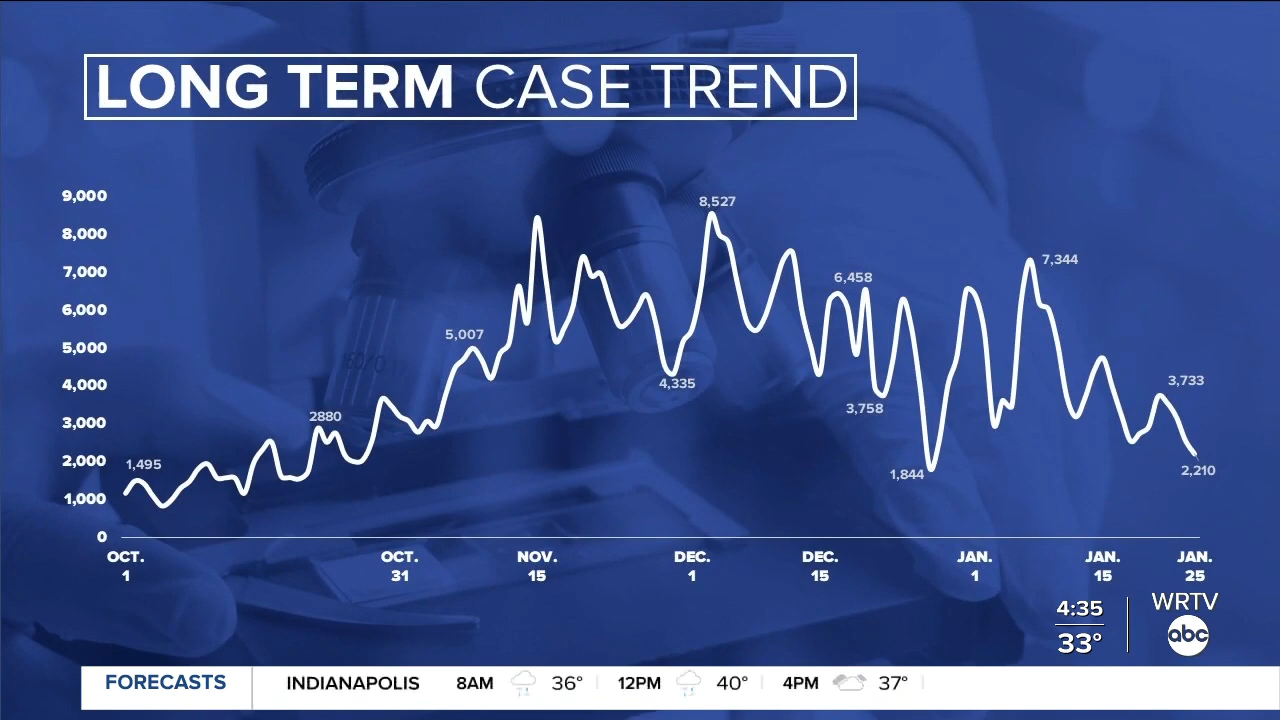 LONG TERM CASE TREND
9,000
8,000
7,000
6,000
5,000
4,000
3,000
2,000
1,000
0
1,495
2880
5,007
4,335
8,527
6,458
3,758
1,844
7,344
3,733
2,210
OCT. 1
OCT. 31
NOV. 15
DEC. 1
DEC. 15
JAN. 1
JAN. 15
JAN. 25
4:35
33°
WRTV
abc
FORECASTS INDIANAPOLIS 8AM 36° 12PM 40° 4PM 37°